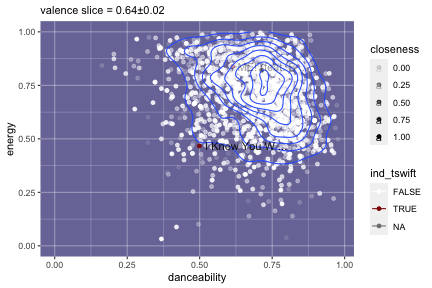 valence slice = 0.64±0.02
1.00
0.75
0.50
0.25
0.00
energy
I Knew You W
0.00
0.25
0.50
0.75
1.00
danceability
closeness
0.00
0.25
0.50
0.75
1.00
ind_tswift
FALSE
TRUE
NA